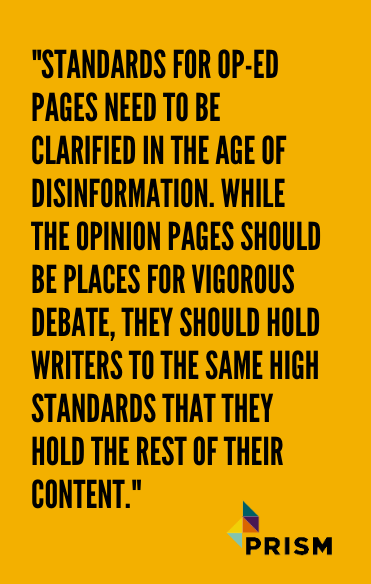 "STANDARDS FOR OP-ED
PAGES NEED TO BE
CLARIFIED IN THE AGE OF
DISINFORMATION. WHILE
THE OPINION PAGES SHOULD
BE PLACES FOR VIGOROUS
DEBATE, THEY SHOULD HOLD
WRITERS TO THE SAME HIGH
STANDARDS THAT THEY
HOLD THE REST OF THEIR
CONTENT."
PRISM